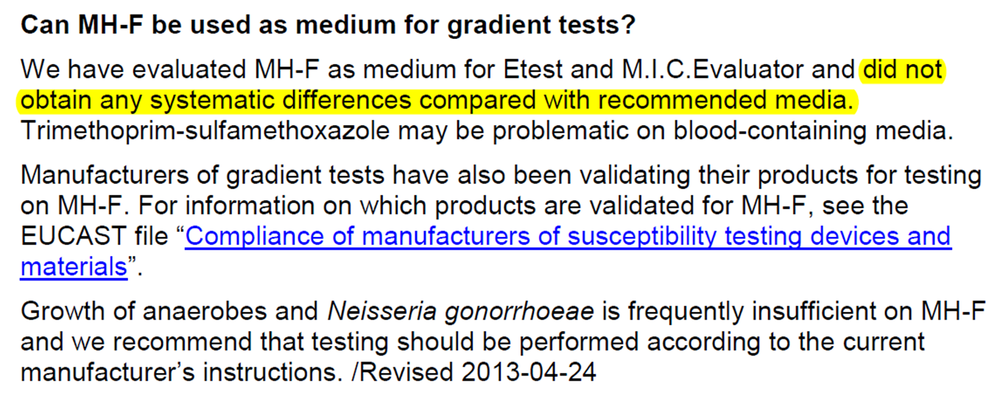 Can MH-F be used as medium for gradient tests?
We have evaluated MH-F as medium for Etest and M.I.C.Evaluator and did not
obtain any systematic differences compared with recommended media.
Trimethoprim-sulfamethoxazole may be problematic on blood-containing media.
Manufacturers of gradient tests have also been validating their products for testing
on MH-F. For information on which products are validated for MH-F, see the
EUCAST file “Compliance of manufacturers of susceptibility testing devices and
materials”.
Growth of anaerobes and Neisseria gonorrhoeae is frequently insufficient on MH-F
and we recommend that testing should be performed according to the current
manufacturer’s instructions. /Revised 2013-04-24